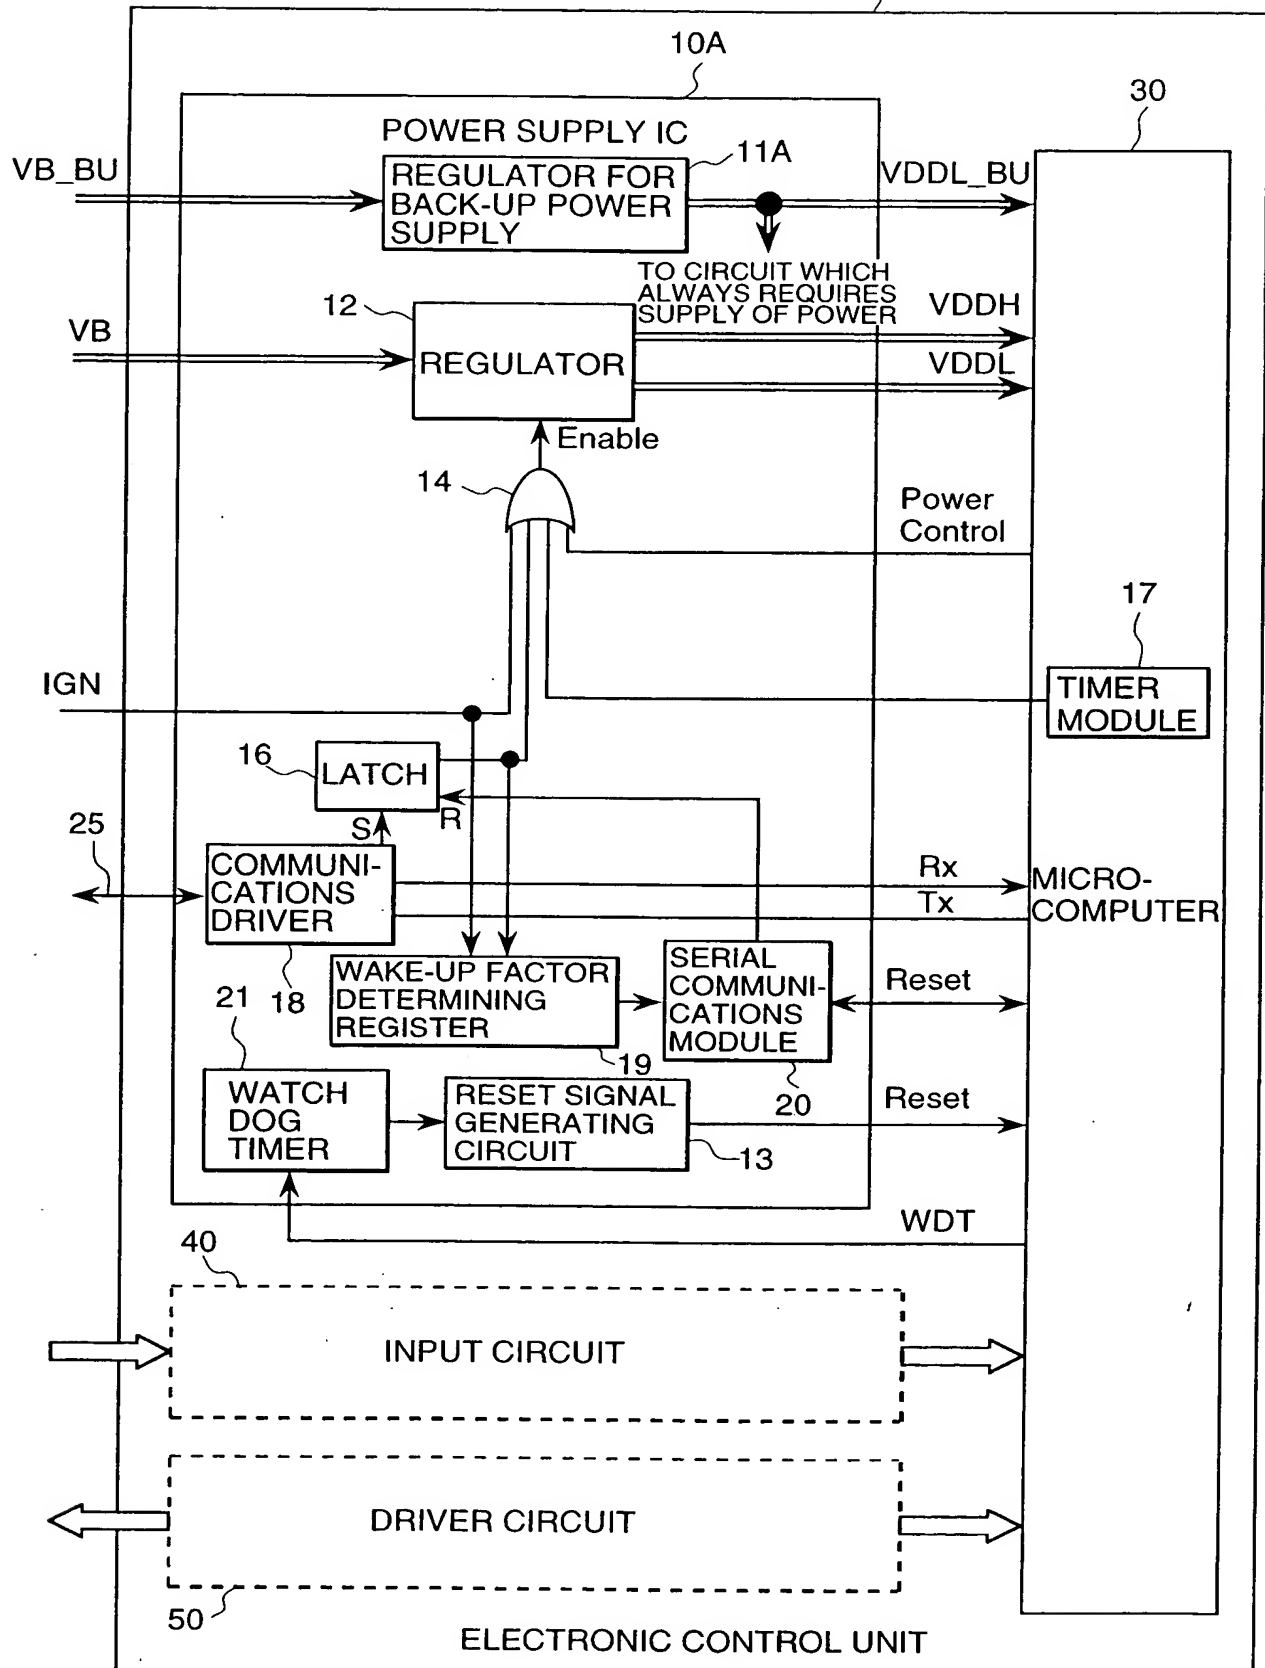 10A
30
POWER SUPPLY IC
11A
VB_BU
REGULATOR FOR
BACK-UP POWER
SUPPLY
VDDL_BU
TO CIRCUIT WHICH
ALWAYS REQUIRES
SUPPLY OF POWER
12
VB
REGULATOR
VDDH
VDDL
Enable
14
Power
Control
17
IGN
TIMER
MODULE
16
LATCH
S
R
25
COMMUNI-
CATIONS
DRIVER
Rx
Tx
MICRO-
COMPUTER
18
WAKE-UP FACTOR
DETERMINING
REGISTER
SERIAL
COMMUNI-
CATIONS
MODULE
Reset
21
19
20
WATCH
DOG
TIMER
RESET SIGNAL
GENERATING
CIRCUIT
Reset
13
WDT
40
INPUT CIRCUIT
DRIVER CIRCUIT
50
ELECTRONIC CONTROL UNIT